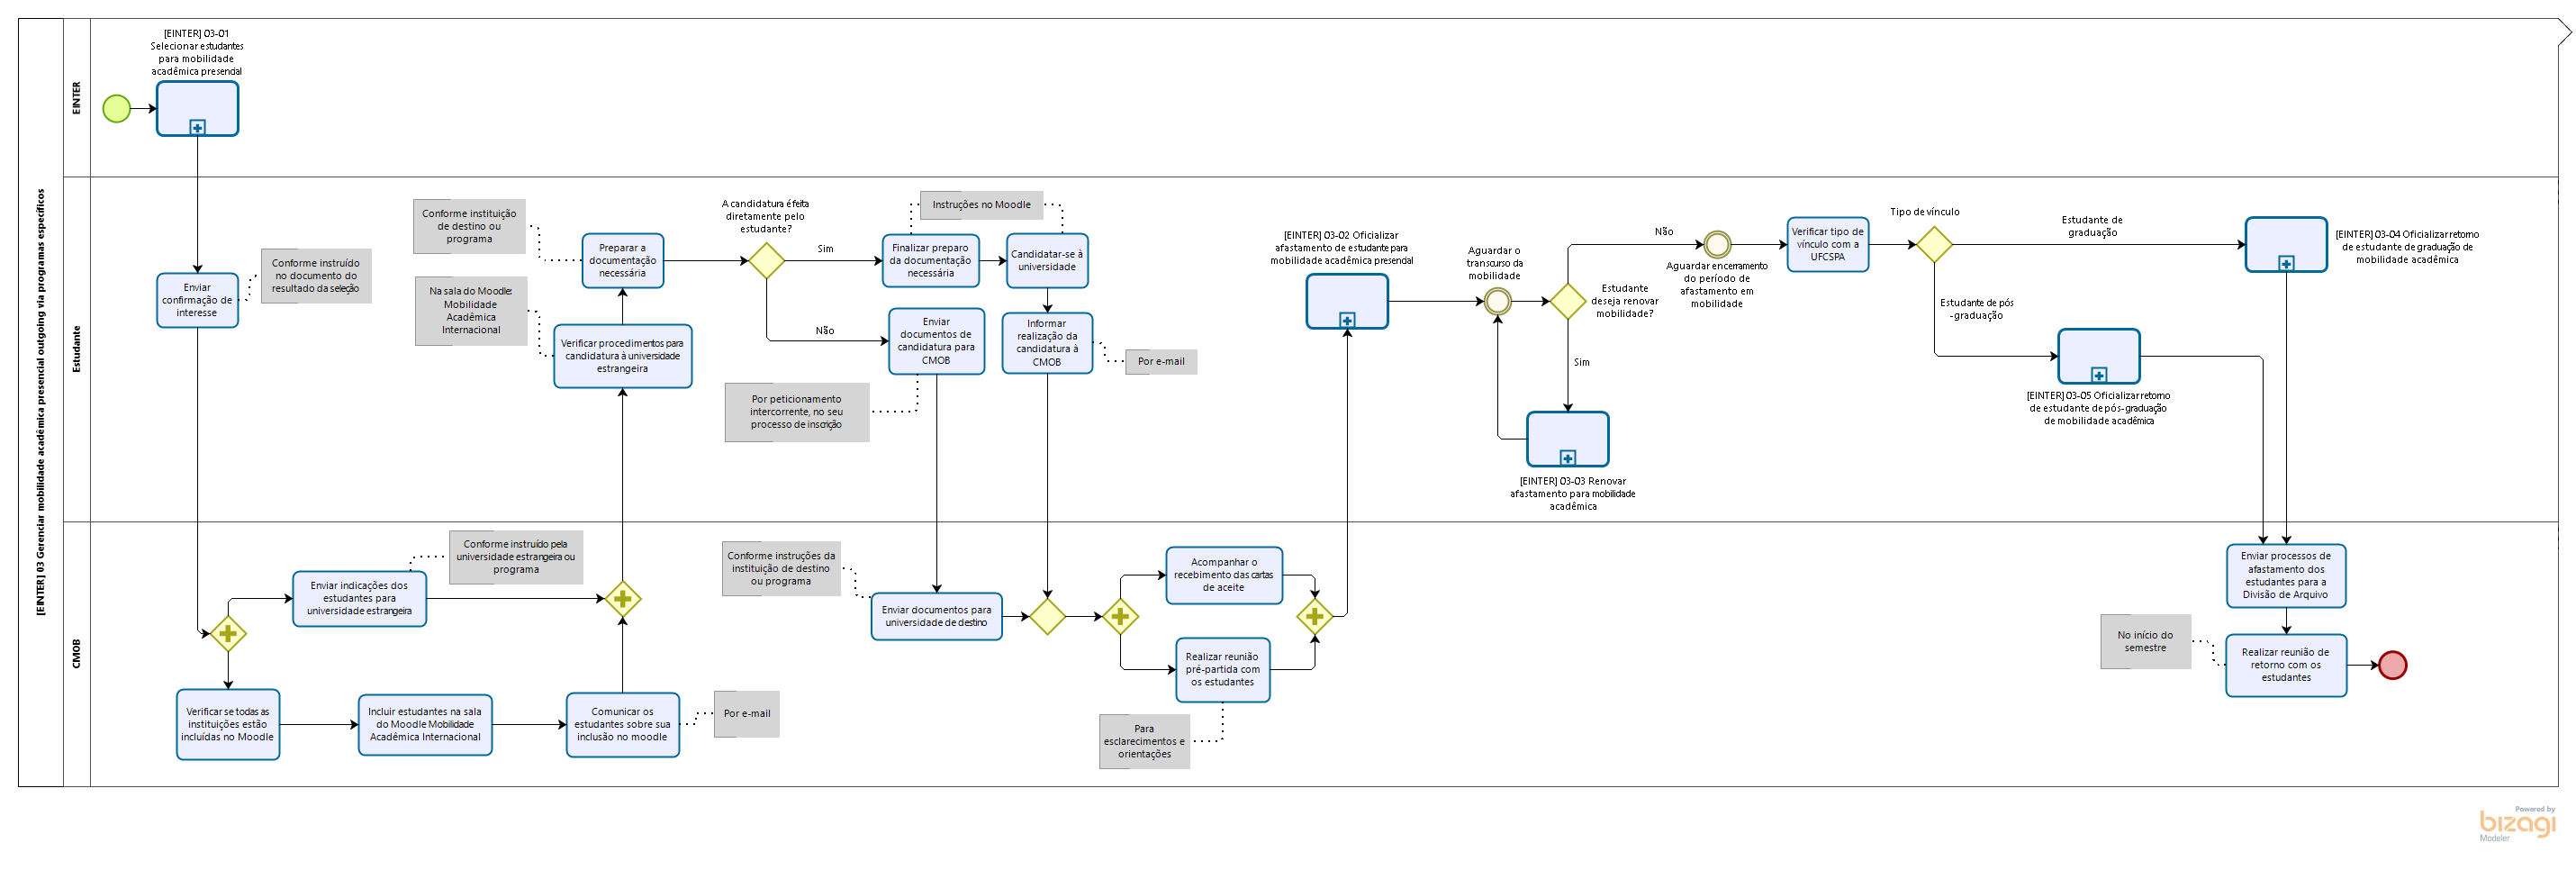 [EINTER] 03 Gerenciar mobilidade acadêmica presencial outgoing via programas específicos
EINTER
[EINTER] 03-01
Selecionar estudantes
para mobilidade
acadêmica presencial
Estudante
Enviar
confirmação de
interesse
Conforme instruído
no documento do
resultado da seleção
Conforme instituição
de destino ou
programa
Na sala do Moodle:
Mobilidade
Acadêmica
Internacional
Preparar a
documentação
necessária
Verificar procedimentos para
candidatura à universidade
estrangeira
A candidatura é feita
diretamente pelo
estudante?
Sim
Não
Instruções no Moodle
Finalizar preparo
da documentação
necessária
Candidatar-se à
universidade
Enviar
documentos de
candidatura para
CMOB
Informar
realização da
candidatura à
CMOB
Por e-mail
Por peticionamento
intercorrente, no seu
processo de inscrição
[EINTER] 03-02 Oficializar
afastamento de estudante para
mobilidade acadêmica presencial
Aguardar o
transcurso da
mobilidade
Estudante
deseja renovar
mobilidade?
Não
Sim
[EINTER] 03-03 Renovar
afastamento para mobilidade
acadêmica
Aguardar encerramento
do período de
afastamento em
mobilidade
Verificar tipo de
vínculo com a
UFCSPA
Tipo de vínculo
Estudante de
graduação
Estudante de pós
-graduação
[EINTER] 03-04 Oficializar retorno
de estudante de graduação de
mobilidade acadêmica
[EINTER] 03-05 Oficializar retorno
de estudante de pós-graduação
de mobilidade acadêmica
CMOB
Enviar indicações dos
estudantes para
universidade estrangeira
Conforme instruído pela
universidade estrangeira ou
programa
Verificar se todas as
instituições estão
incluídas no Moodle
Incluir estudantes na sala
do Moodle Mobilidade
Acadêmica Internacional
Comunicar os
estudantes sobre sua
inclusão no moodle
Por e-mail
Conforme instruções da
instituição de destino
ou programa
Enviar documentos para
universidade de destino
Acompanhar o
recebimento das cartas
de aceite
Realizar reunião
pré-partida com
os estudantes
Para
esclarecimentos e
orientações
Enviar processos de
afastamento dos
estudantes para a
Divisão de Arquivo
No início do
semestre
Realizar reunião de
retorno com os
estudantes
Powered by
bizagi
Modeler